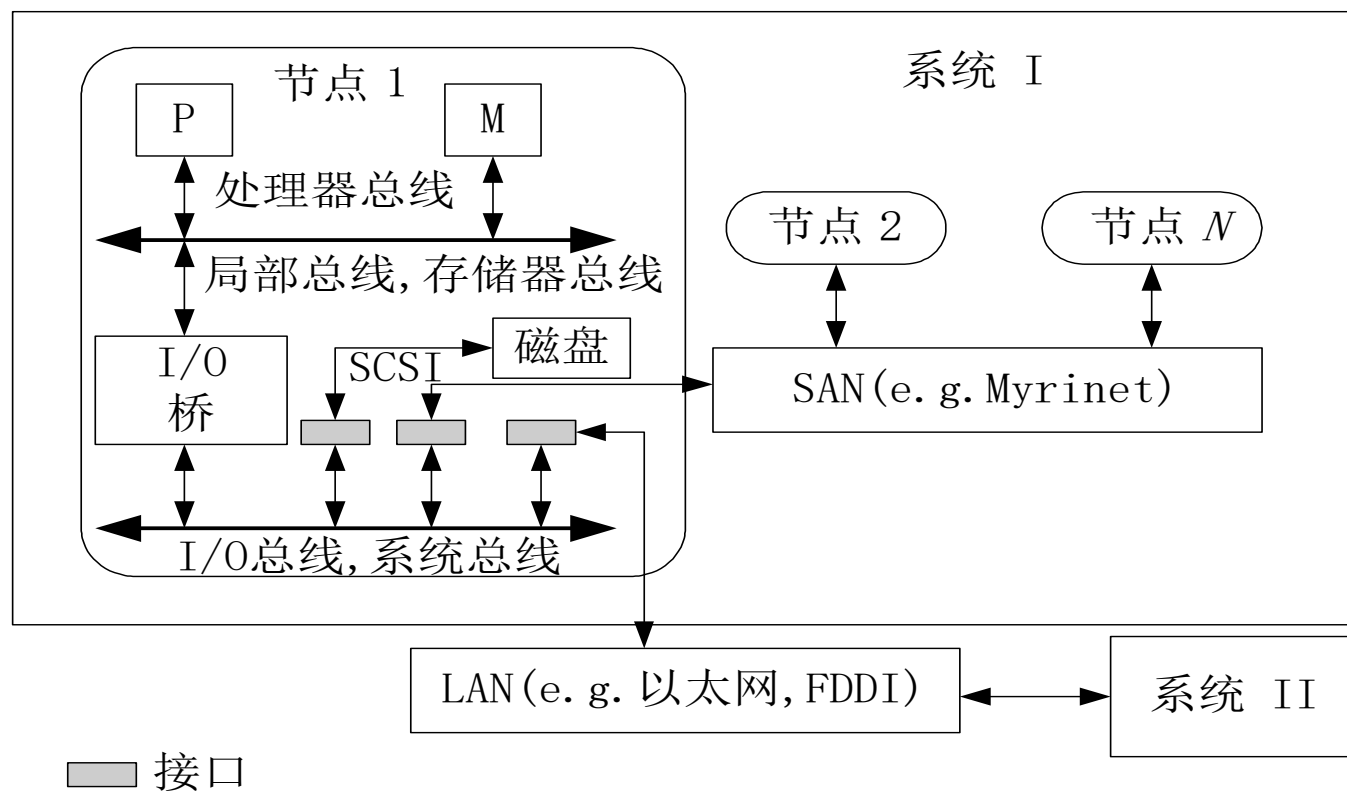 系统 I
节点 1
P
M
处理器总线
局部总线,存储器总线
节点 2
节点 N
I/O
桥
SCSI
磁盘
SAN(e.g.Myrinet)
I/O总线,系统总线
LAN(e.g.以太网,FDDI)
系统 II
接口